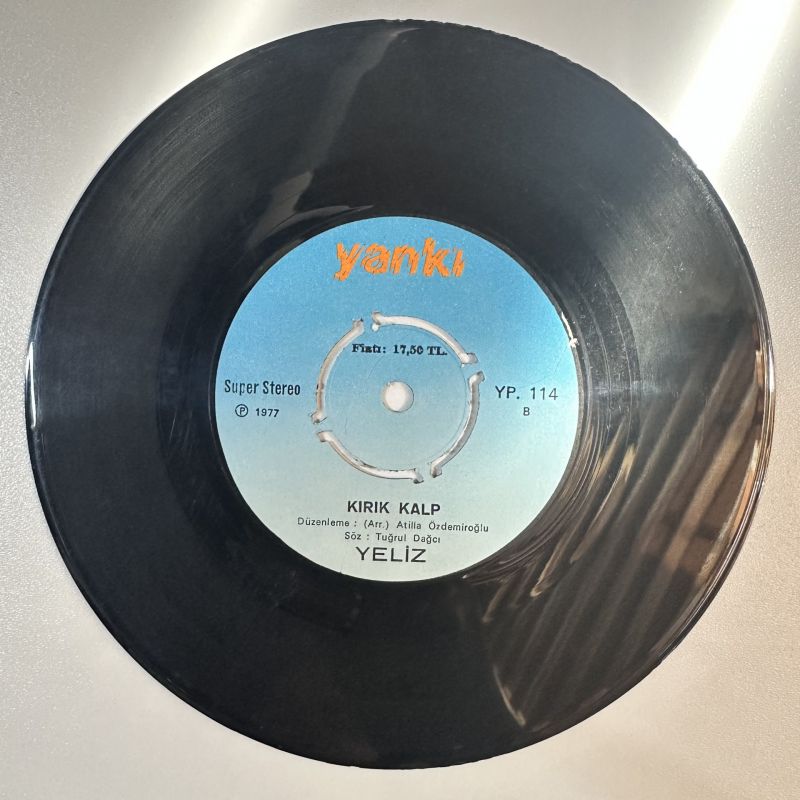 yankı
Fiatı: 17,50 TL.
Super Stereo
YP. 114
Ⓟ 1977
B
KIRIK KALP
Düzenleme : (Arr.) Atilla Özdemiroğlu
Söz : Tuğrul Dağcı
YELİZ